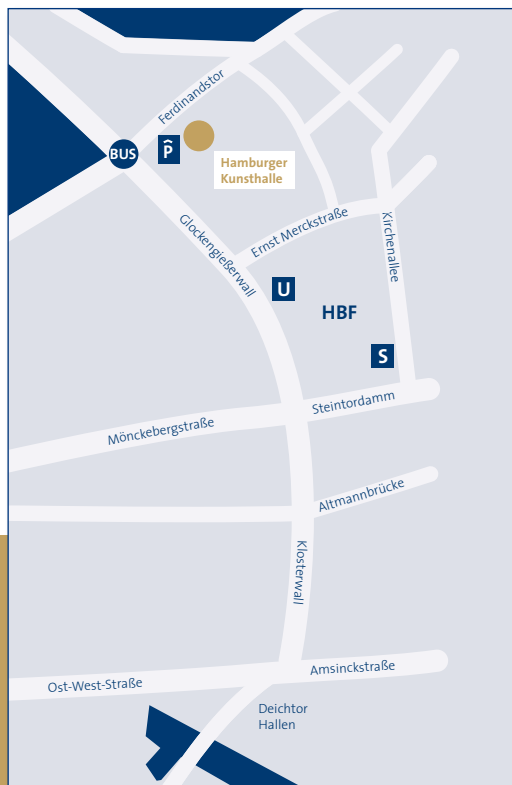 Ferdinandstor
BUS
P
Hamburger
Kunsthalle
Glockengießerwall
Ernst Merckstraße
Kirchenallee
U
HBF
S
Steintordamm
Mönckebergstraße
Altmannbrücke
Klosterwall
Amsinckstraße
Ost-West-Straße
Deichtor
Hallen